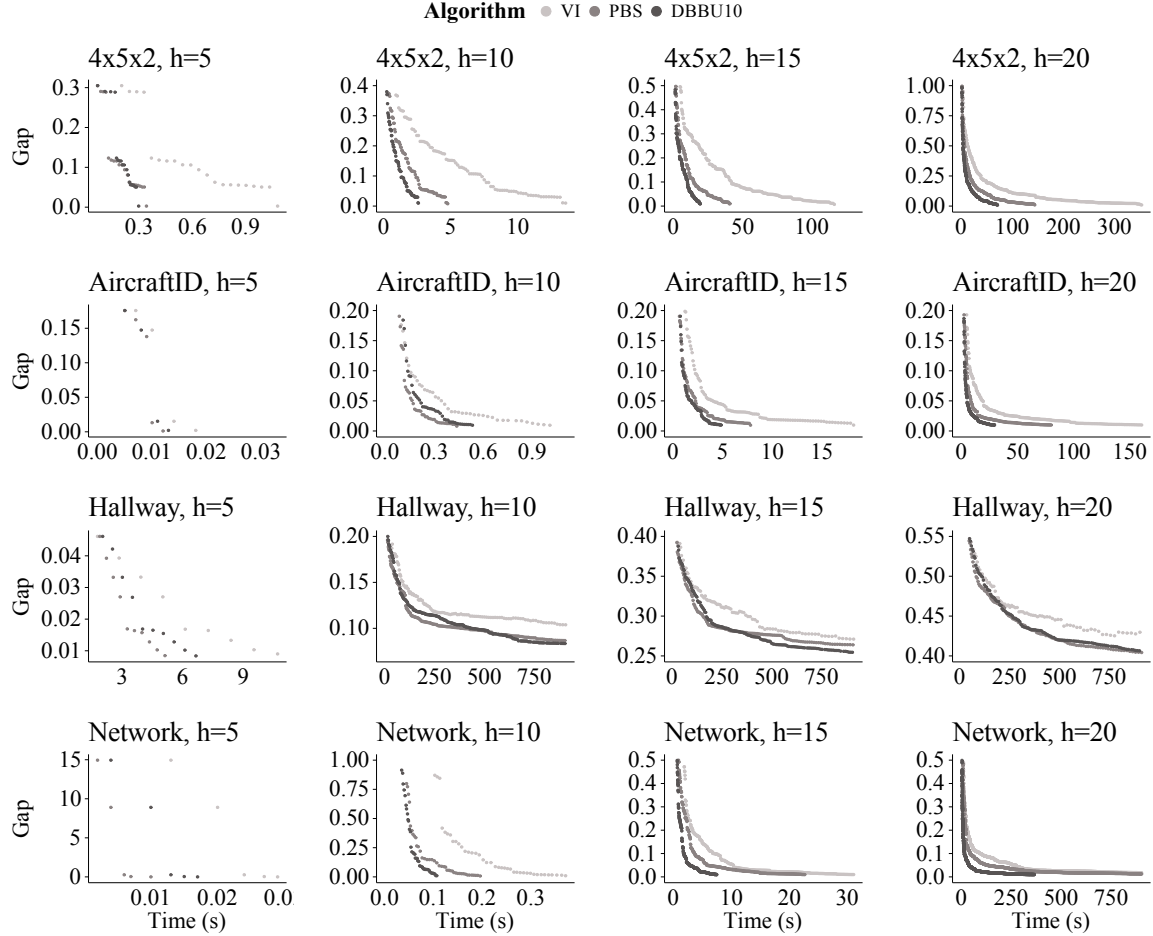 Algorithm VI PBS DBBU10
4x5x2, h=5 4x5x2, h=10 4x5x2, h=15 4x5x2, h=20
Gap
0.3 0.2 0.1 0.0
0.3 0.6 0.9
0.4 0.3 0.2 0.1 0.0
0 5 10
0.5 0.4 0.3 0.2 0.1 0.0
0 50 100
1.00 0.75 0.50 0.25 0.00
0 100 200 300
AircraftID, h=5 AircraftID, h=10 AircraftID, h=15 AircraftID, h=20
Gap
0.15 0.10 0.05 0.00
0.00 0.01 0.02 0.03
0.20 0.15 0.10 0.05 0.00
0.0 0.3 0.6 0.9
0.20 0.15 0.10 0.05 0.00
0 5 10 15
0.20 0.15 0.10 0.05 0.00
0 50 100 150
Hallway, h=5 Hallway, h=10 Hallway, h=15 Hallway, h=20
Gap
0.04 0.03 0.02 0.01
3 6 9
0.20 0.15 0.10
0 250 500 750
0.40 0.35 0.30 0.25
0 250 500 750
0.55 0.50 0.45 0.40
0 250 500 750
Network, h=5 Network, h=10 Network, h=15 Network, h=20
Gap
15 10 5 0
0.01 0.02 0.0
1.00 0.75 0.50 0.25 0.00
0.0 0.1 0.2 0.3
0.5 0.4 0.3 0.2 0.1 0.0
0 10 20 30
0.5 0.4 0.3 0.2 0.1 0.0
0 250 500 750
Time (s) Time (s) Time (s) Time (s)